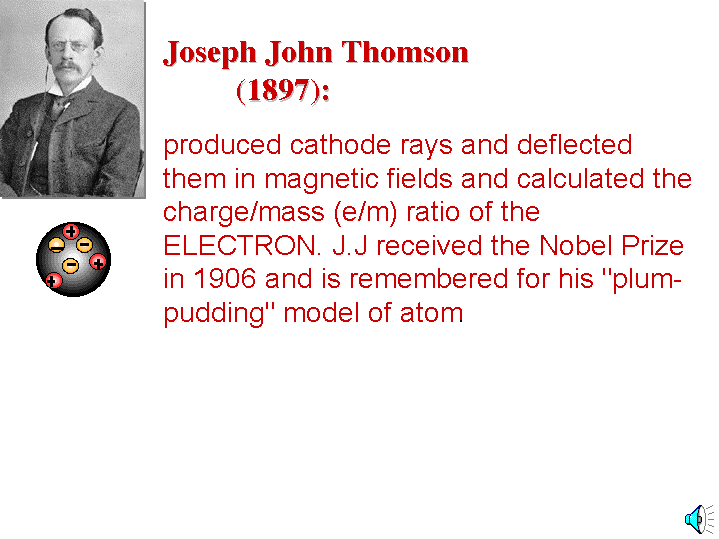 Joseph John Thomson
(1897):
produced cathode rays and deflected
them in magnetic fields and calculated the
charge/mass (e/m) ratio of the
ELECTRON. J.J received the Nobel Prize
in 1906 and is remembered for his "plum-
pudding" model of atom
+
− −
− +
+